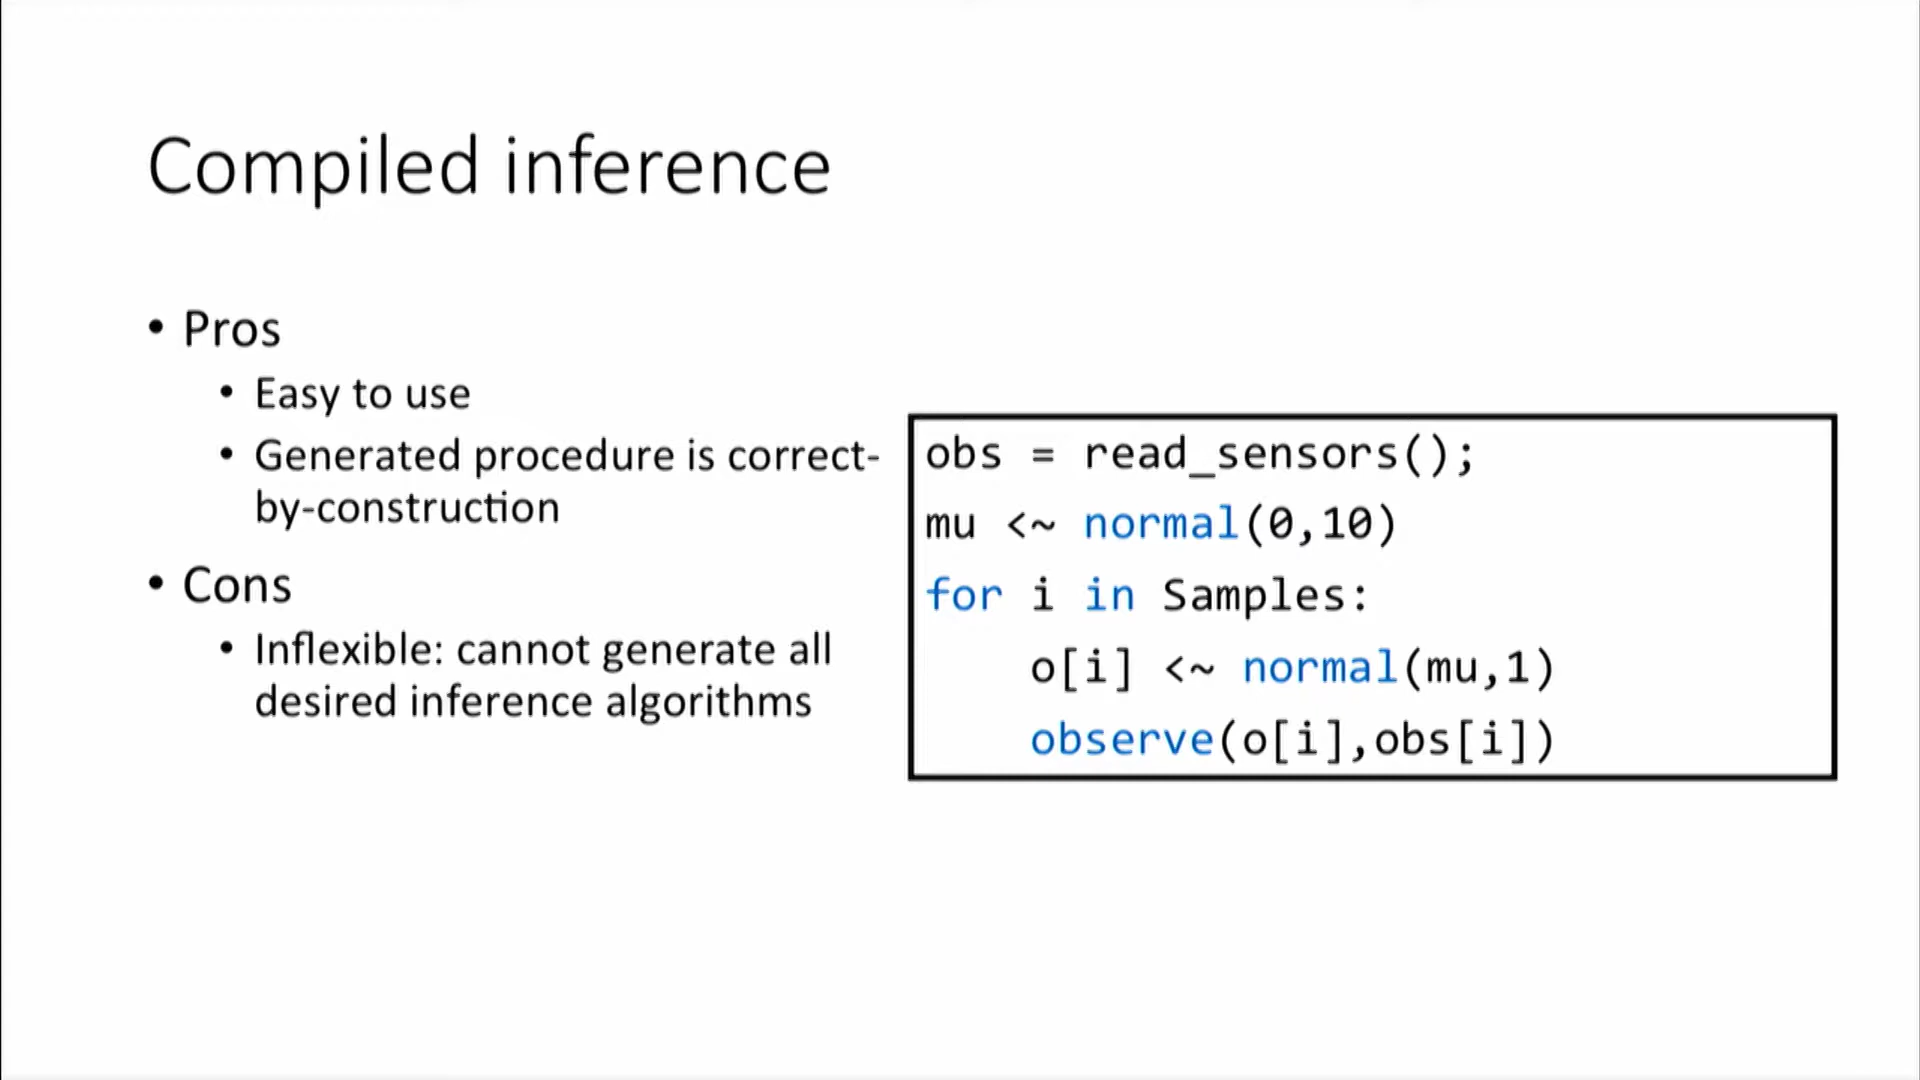 Compiled inference
• Pros
• Easy to use
• Generated procedure is correct-
by-construction
• Cons
• Inflexible: cannot generate all
desired inference algorithms
obs = read_sensors();
mu <~ normal(0,10)
for i in Samples:
    o[i] <~ normal(mu,1)
    observe(o[i],obs[i])